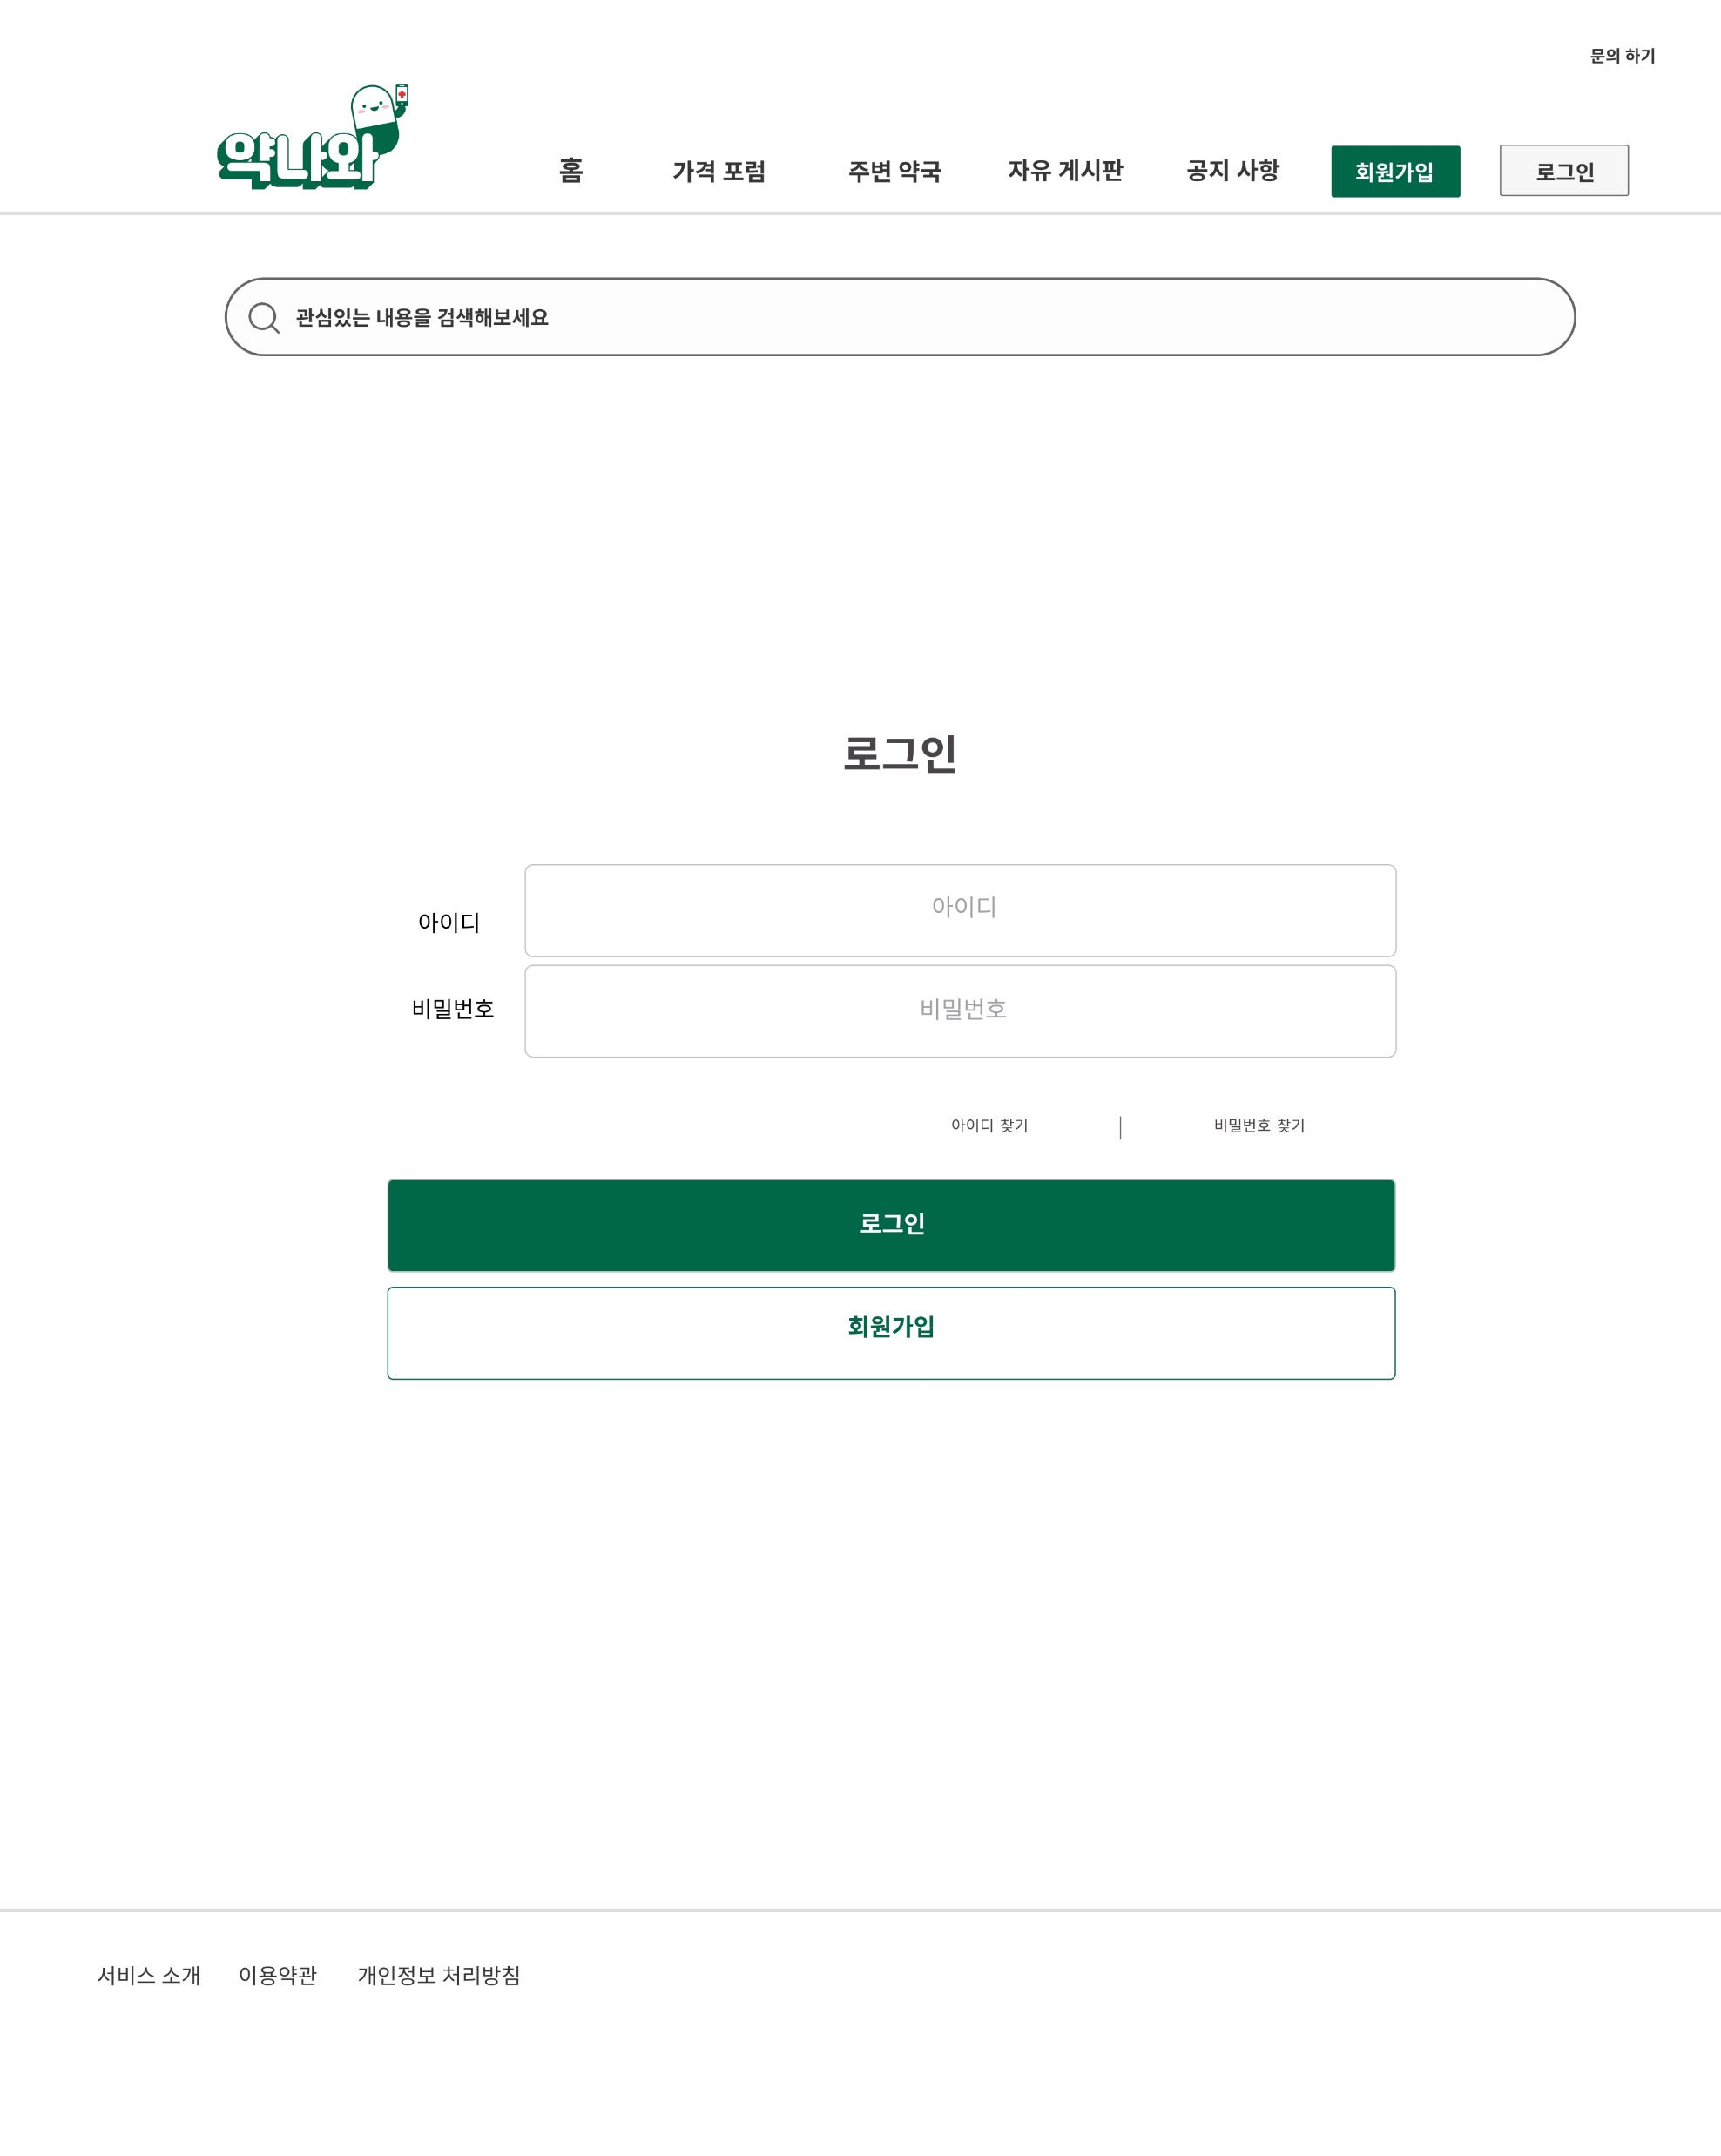 문의 하기
약나와
홈 가격 포럼 주변 약국 자유 게시판 공지 사항 회원가입 로그인
관심있는 내용을 검색해보세요
로그인
아이디 아이디
비밀번호 비밀번호
아이디 찾기 비밀번호 찾기
로그인
회원가입
서비스 소개 이용약관 개인정보 처리방침